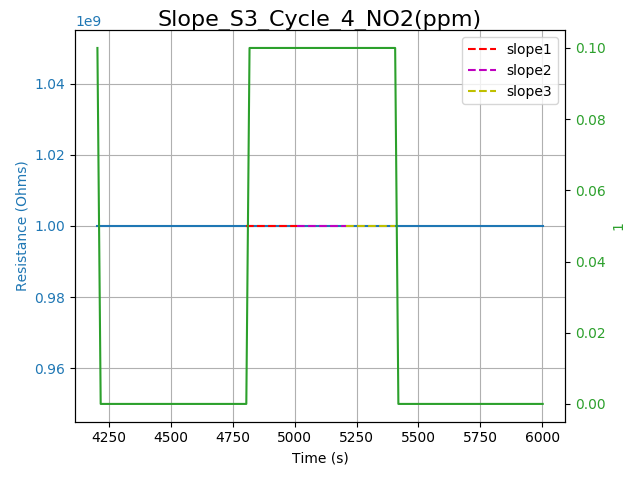 Slope_S3_Cycle_4_NO2(ppm)
1e9
slope1
slope2
slope3
1.04
1.02
1.00
0.98
0.96
Resistance (Ohms)
0.10
0.08
0.06
0.04
0.02
0.00
1
4250 4500 4750 5000 5250 5500 5750 6000
Time (s)